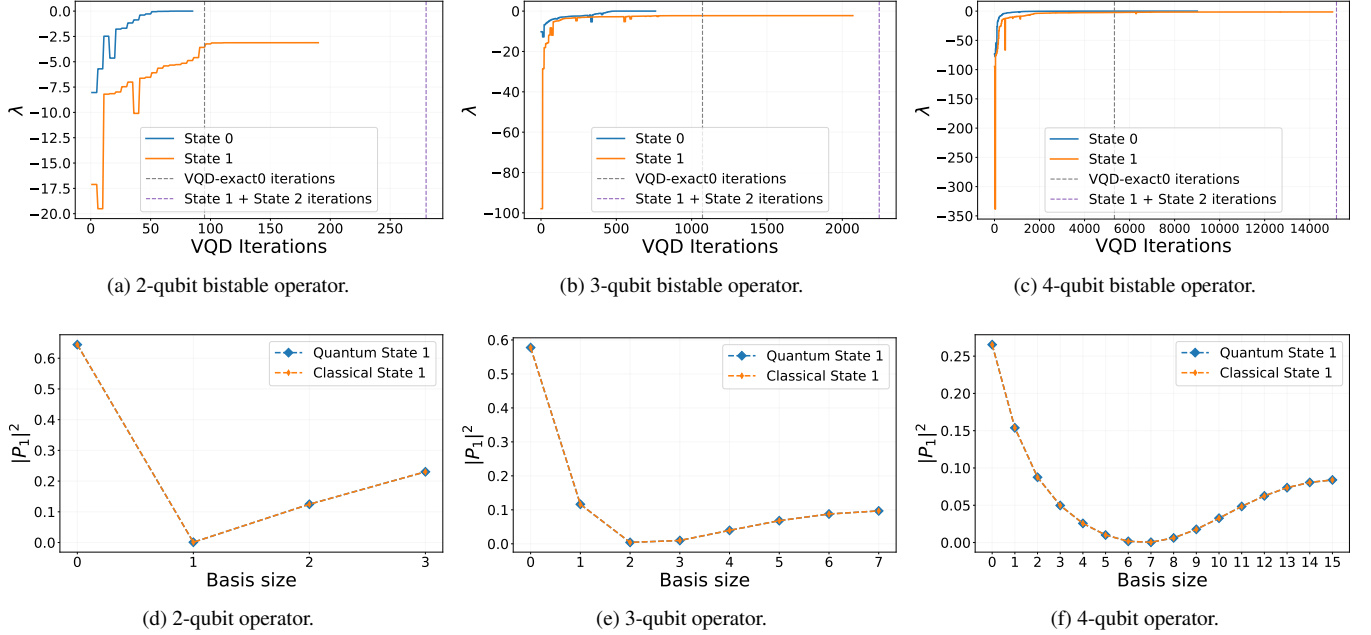 0.0
−2.5
−5.0
−7.5
−10.0
−12.5
−15.0
−17.5
−20.0
λ
State 0
State 1
VQD-exact0 iterations
State 1 + State 2 iterations
0 50 100 150 200 250
VQD Iterations
(a) 2-qubit bistable operator.
0
−20
−40
−60
−80
−100
λ
State 0
State 1
VQD-exact0 iterations
State 1 + State 2 iterations
0 500 1000 1500 2000
VQD Iterations
(b) 3-qubit bistable operator.
0
−50
−100
−150
−200
−250
−300
−350
λ
State 0
State 1
VQD-exact0 iterations
State 1 + State 2 iterations
0 2000 4000 6000 8000 10000 12000 14000
VQD Iterations
(c) 4-qubit bistable operator.
0.6
0.5
0.4
0.3
0.2
0.1
0.0
|P₁|²
Quantum State 1
Classical State 1
0 1 2 3
Basis size
(d) 2-qubit operator.
0.6
0.5
0.4
0.3
0.2
0.1
0.0
|P₁|²
Quantum State 1
Classical State 1
0 1 2 3 4 5 6 7
Basis size
(e) 3-qubit operator.
0.25
0.20
0.15
0.10
0.05
0.00
|P₁|²
Quantum State 1
Classical State 1
0 1 2 3 4 5 6 7 8 9 10 11 12 13 14 15
Basis size
(f) 4-qubit operator.